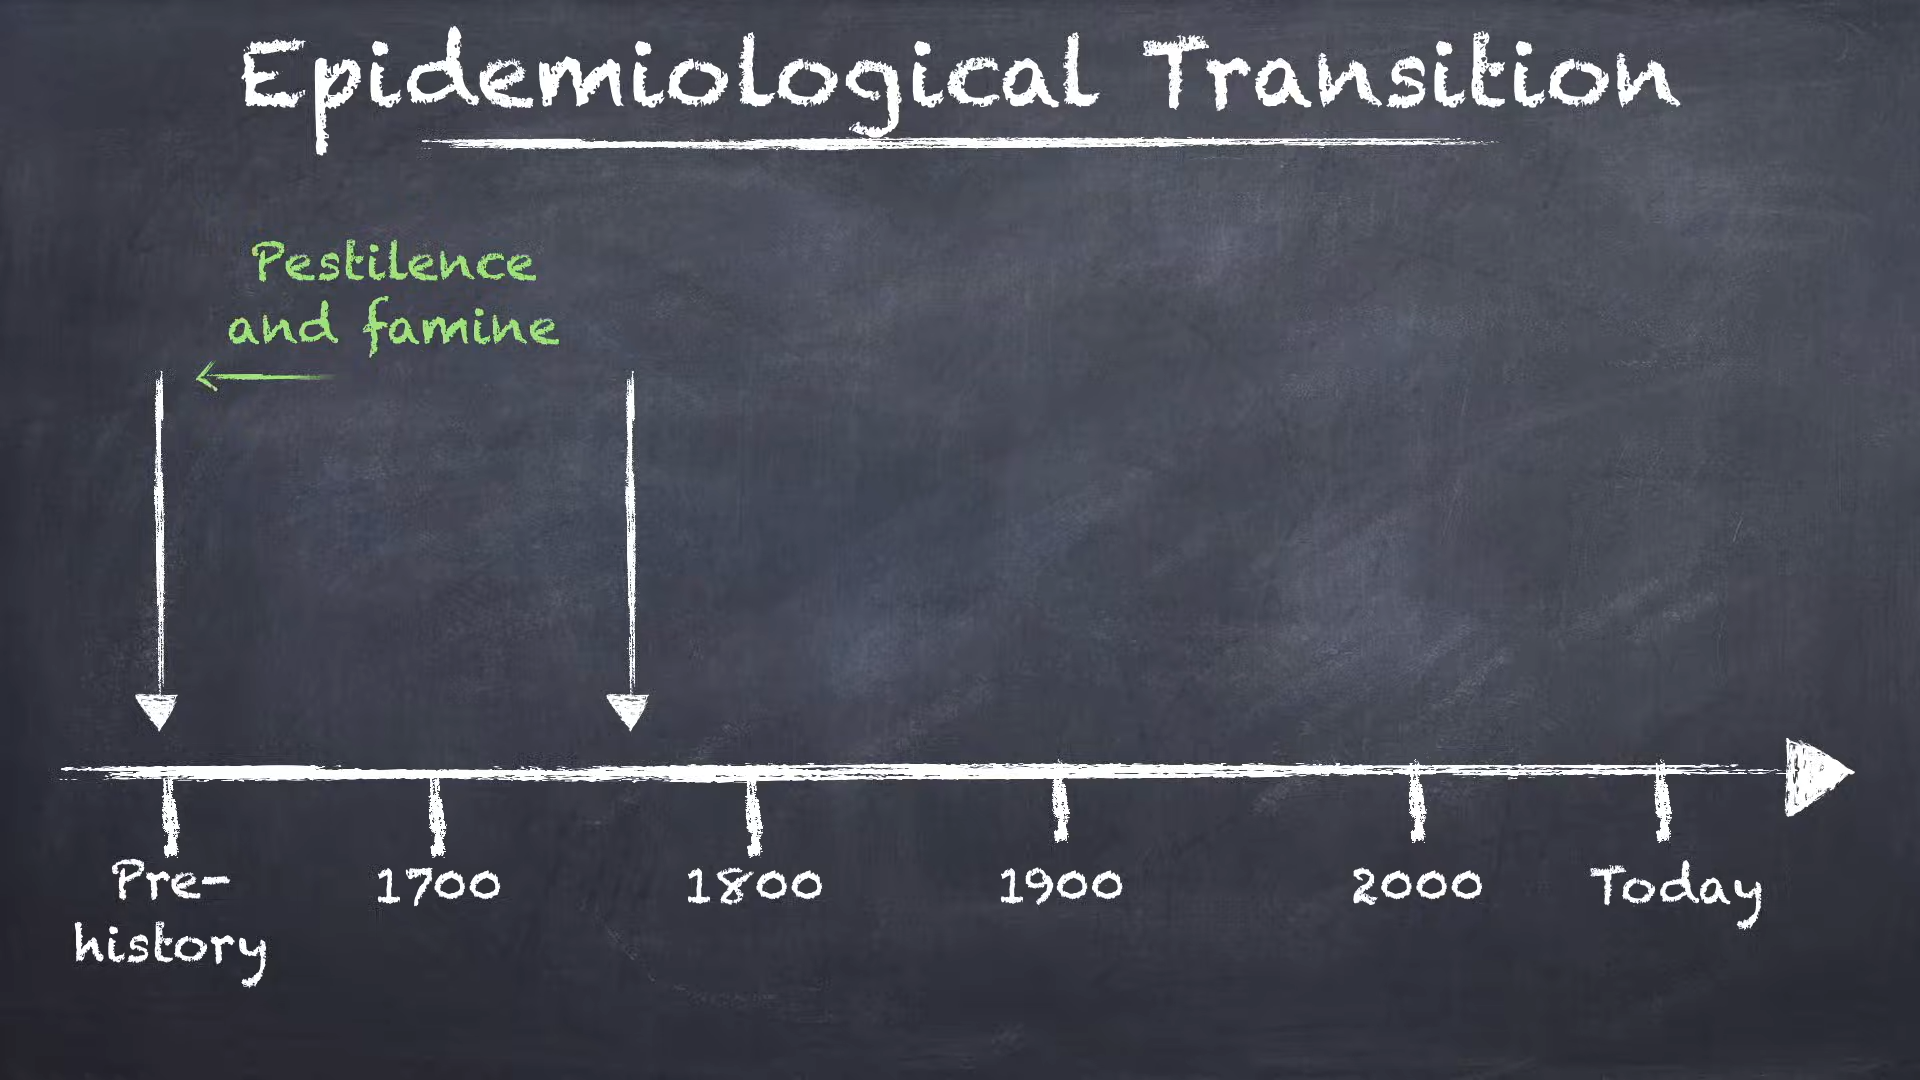 Epidemiological Transition
Pestilence
and famine
Pre-
history
1700
1800
1900
2000
Today